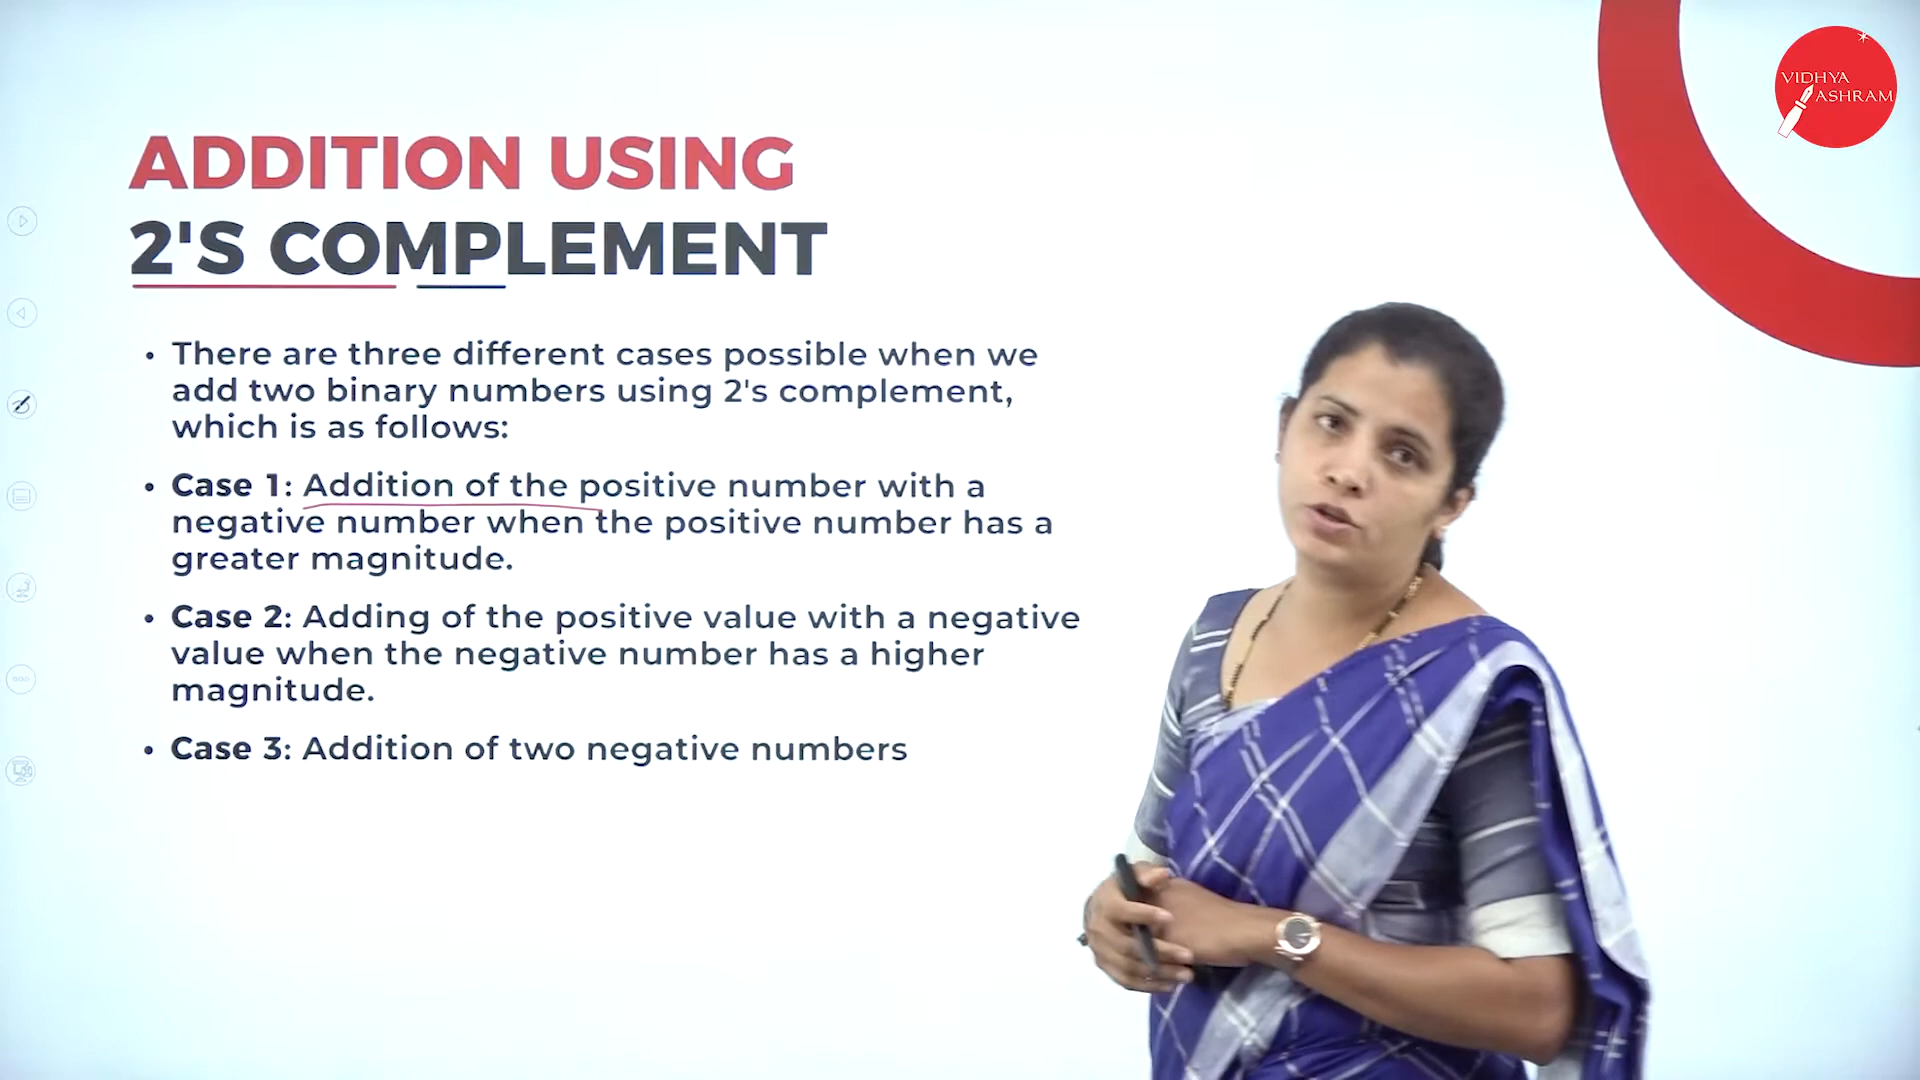 VIDHYA
ASHRAM
ADDITION USING
2'S COMPLEMENT
• There are three different cases possible when we
add two binary numbers using 2's complement,
which is as follows:
• Case 1: Addition of the positive number with a
negative number when the positive number has a
greater magnitude.
• Case 2: Adding of the positive value with a negative
value when the negative number has a higher
magnitude.
• Case 3: Addition of two negative numbers